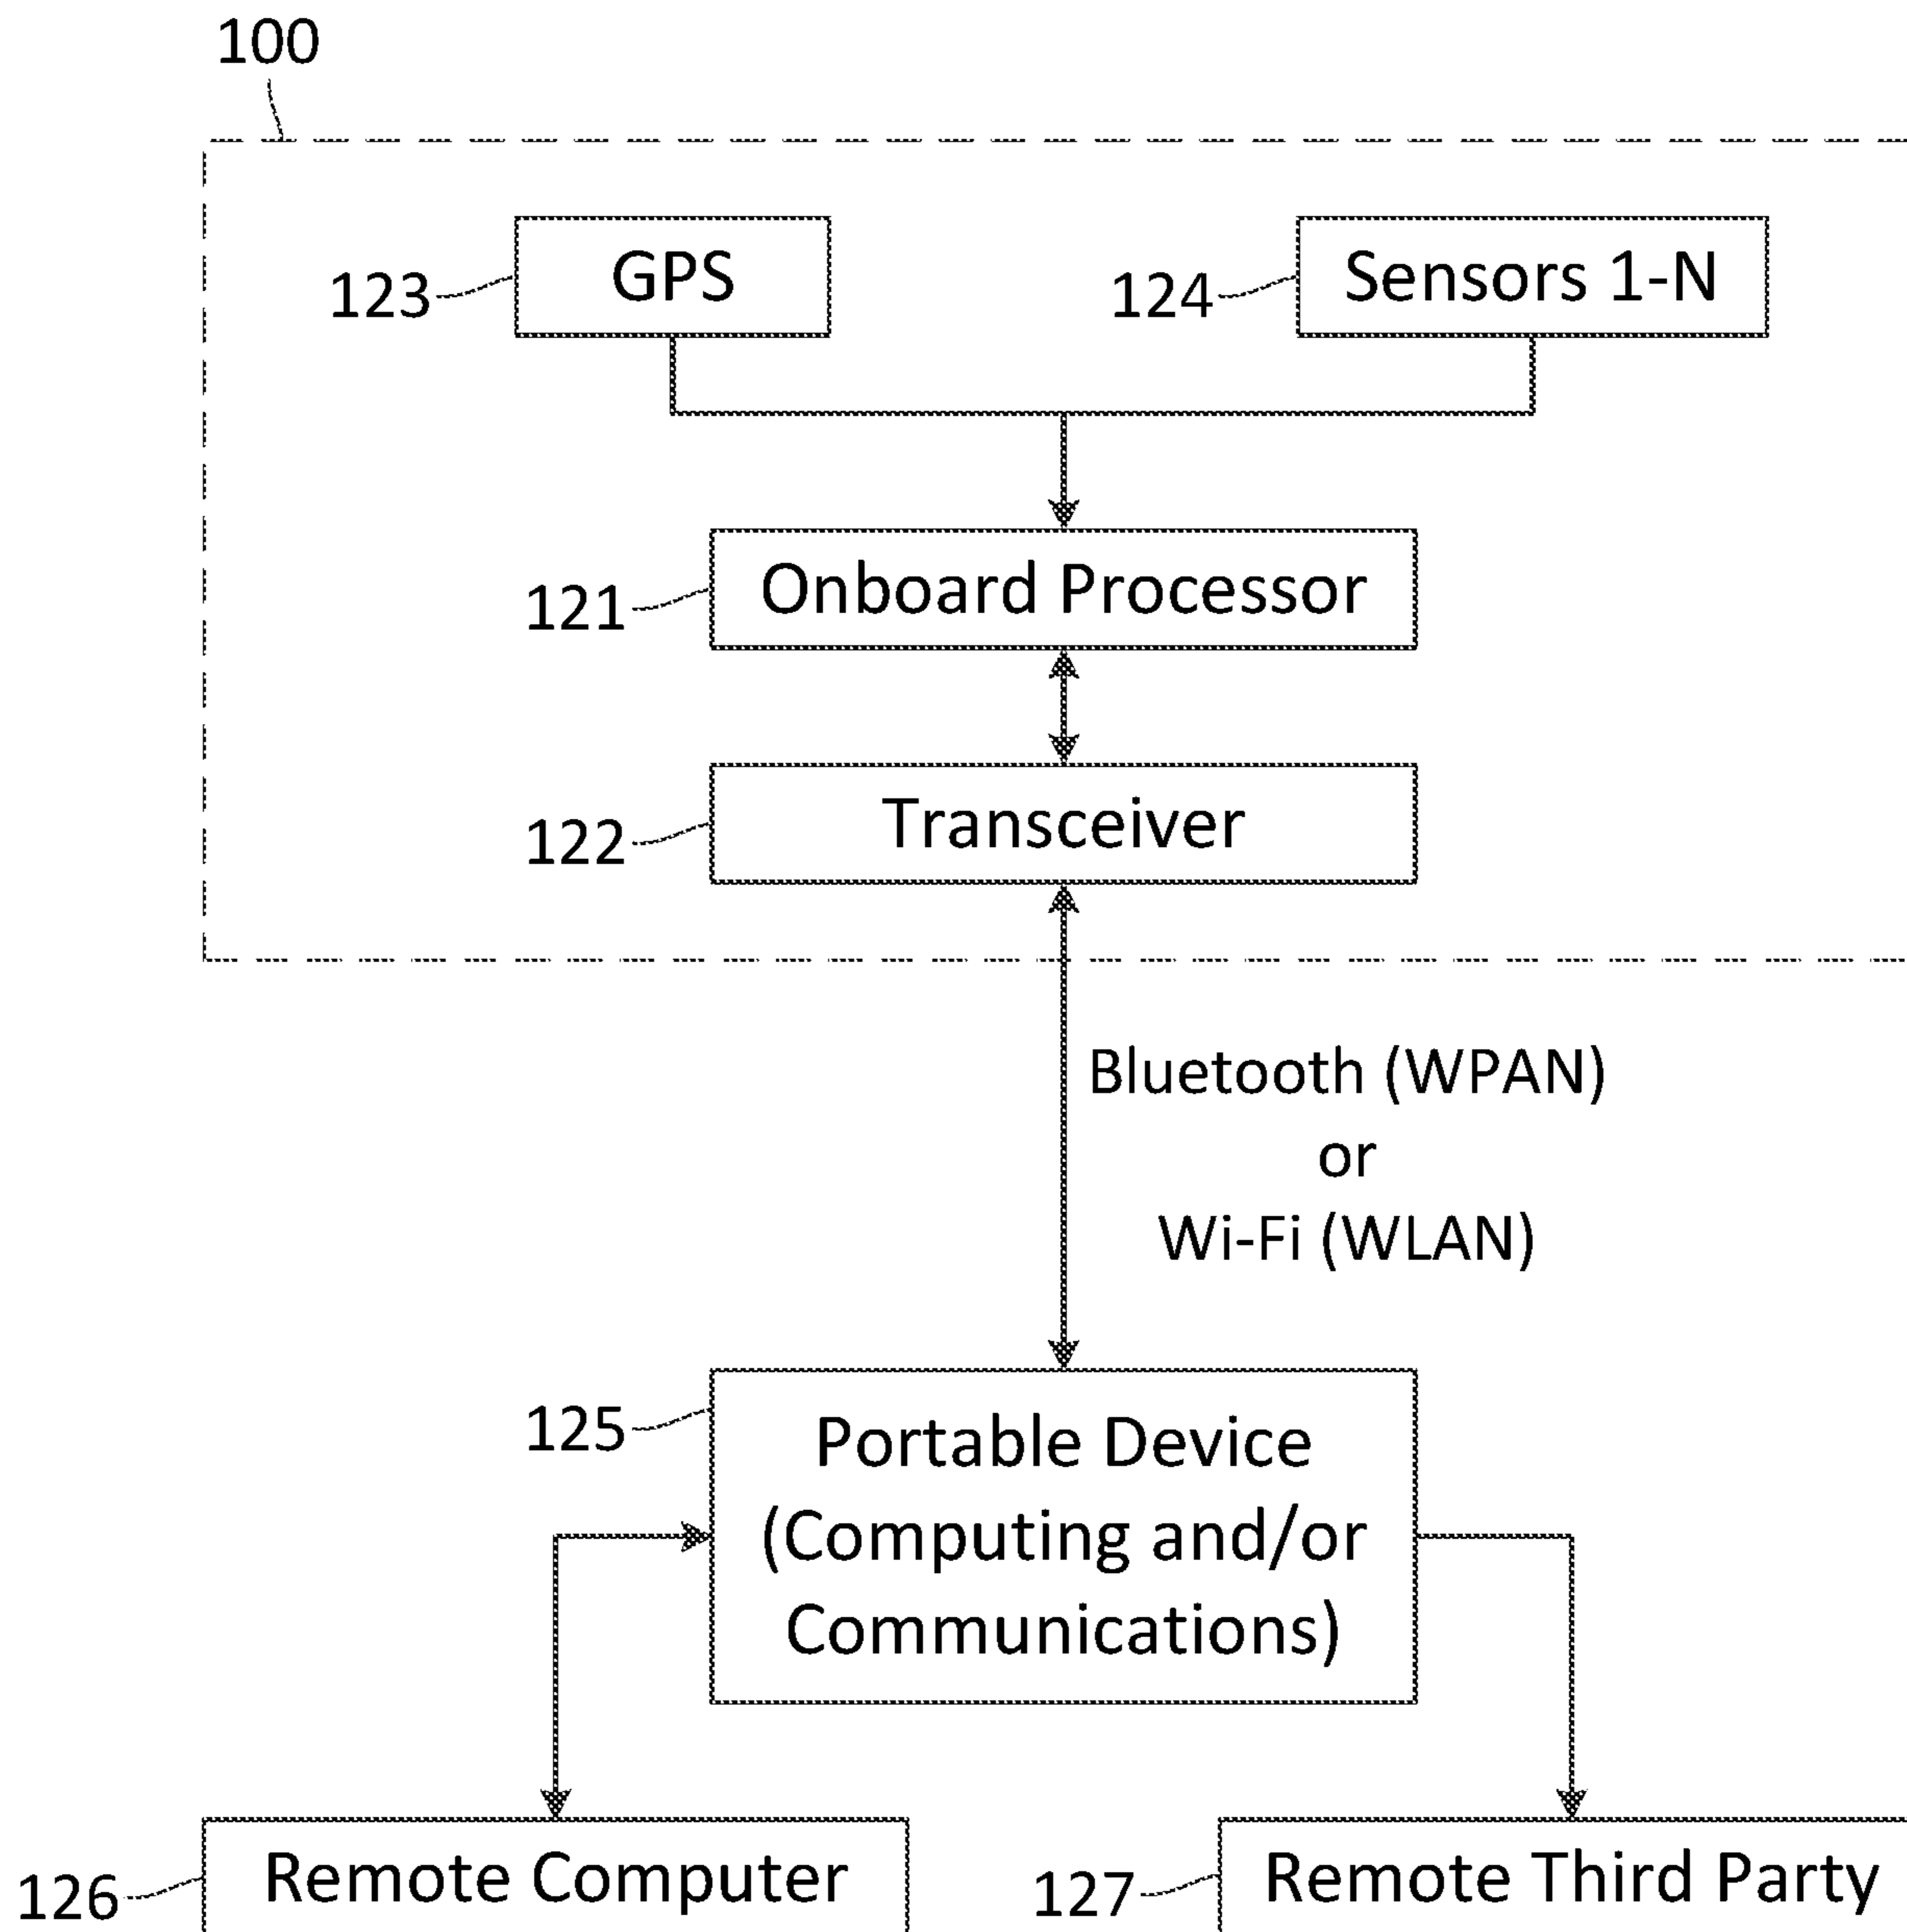 100
123
GPS
124
Sensors 1-N
121
Onboard Processor
122
Transceiver
Bluetooth (WPAN)
or
Wi-Fi (WLAN)
125
Portable Device
(Computing and/or
Communications)
126
Remote Computer
127
Remote Third Party